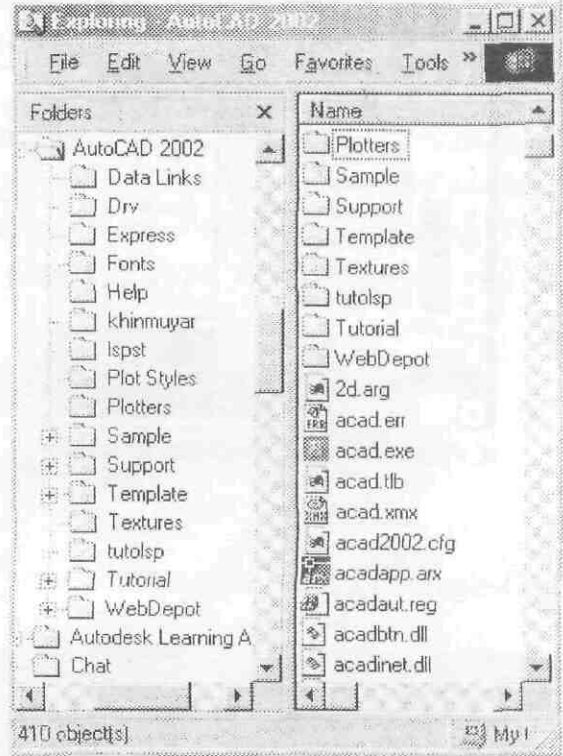 Exploring - AutoCAD 2002
File Edit View Go Favorites Tools »
Folders
AutoCAD 2002
Data Links
Drv
Express
Fonts
Help
khinmuyar
lspst
Plot Styles
Plotters
Sample
Support
Template
Textures
tutolsp
Tutorial
WebDepot
Autodesk Learning A
Chat
Name
Plotters
Sample
Support
Template
Textures
tutolsp
Tutorial
WebDepot
2d.arg
acad.err
acad.exe
acad.tlb
acad.xmx
acad2002.cfg
acadapp.arx
acadaut.reg
acadbtn.dll
acadinet.dll
410 object(s)
My